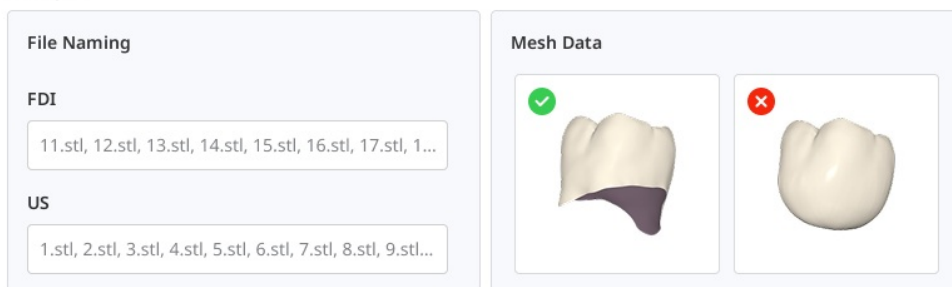 File Naming
FDI
11.stl, 12.stl, 13.stl, 14.stl, 15.stl, 16.stl, 17.stl, 1...
US
1.stl, 2.stl, 3.stl, 4.stl, 5.stl, 6.stl, 7.stl, 8.stl, 9.stl...
Mesh Data